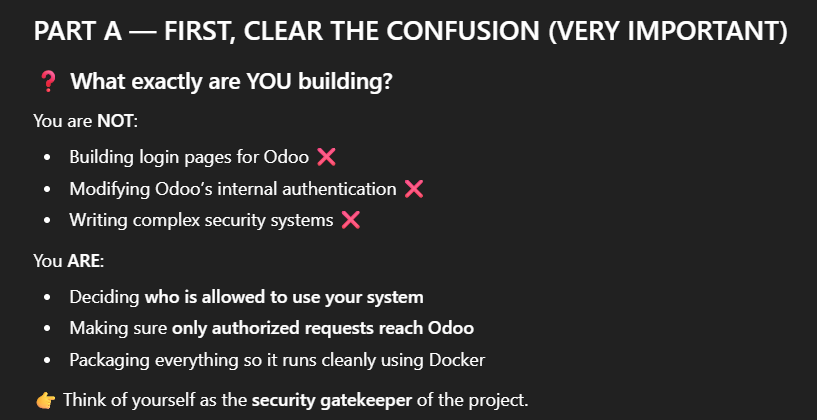 PART A — FIRST, CLEAR THE CONFUSION (VERY IMPORTANT)
❓ What exactly are YOU building?
You are NOT:
• Building login pages for Odoo ❌
• Modifying Odoo’s internal authentication ❌
• Writing complex security systems ❌
You ARE:
• Deciding who is allowed to use your system
• Making sure only authorized requests reach Odoo
• Packaging everything so it runs cleanly using Docker
👉 Think of yourself as the security gatekeeper of the project.